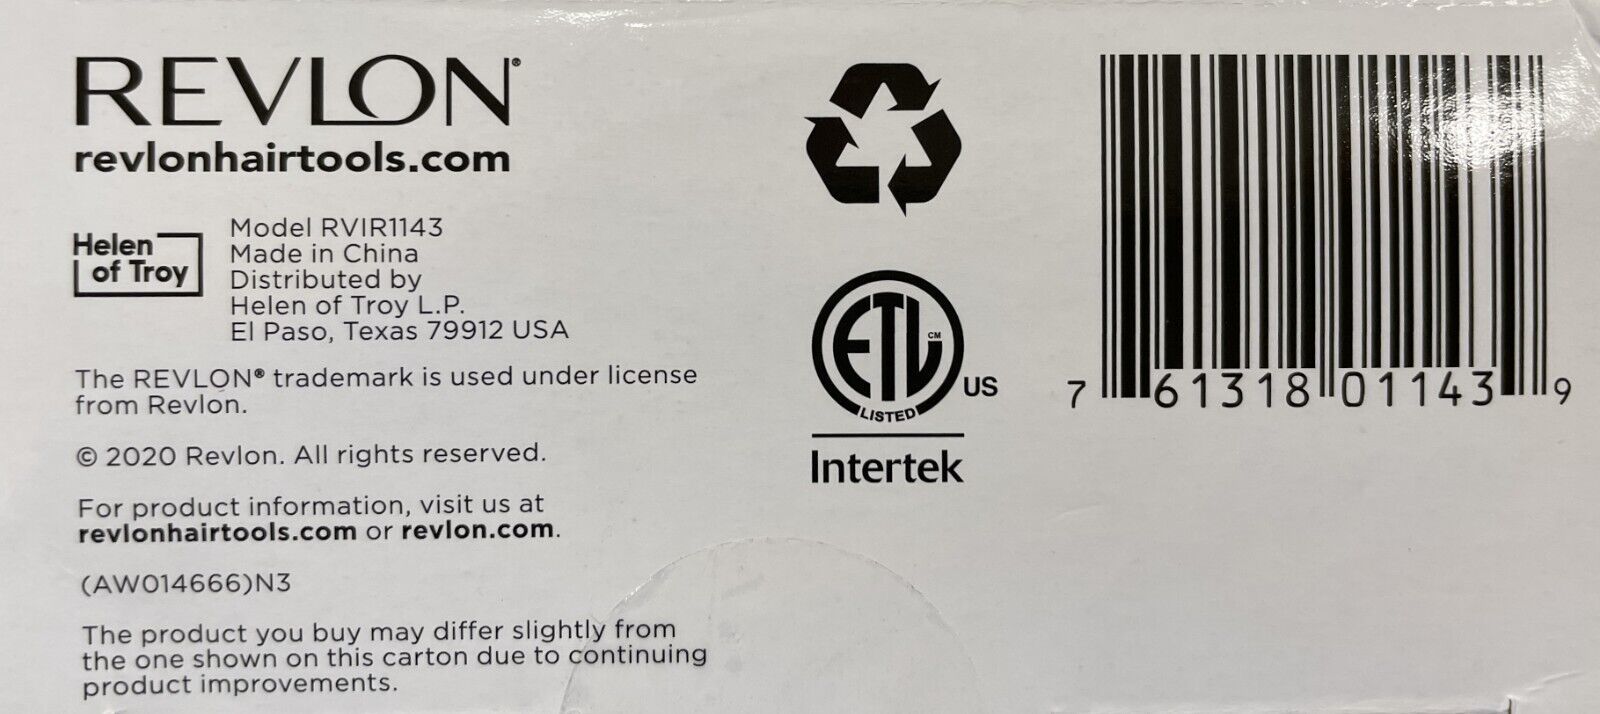 REVLON®
revlonhairtools.com
Helen
of Troy
Model RVIR1143
Made in China
Distributed by
Helen of Troy L.P.
El Paso, Texas 79912 USA
The REVLON® trademark is used under license
from Revlon.
© 2020 Revlon. All rights reserved.
For product information, visit us at
revlonhairtools.com or revlon.com.
(AW014666)N3
The product you buy may differ slightly from
the one shown on this carton due to continuing
product improvements.
ETL CM
LISTED
US
Intertek
7 61318 01143 9